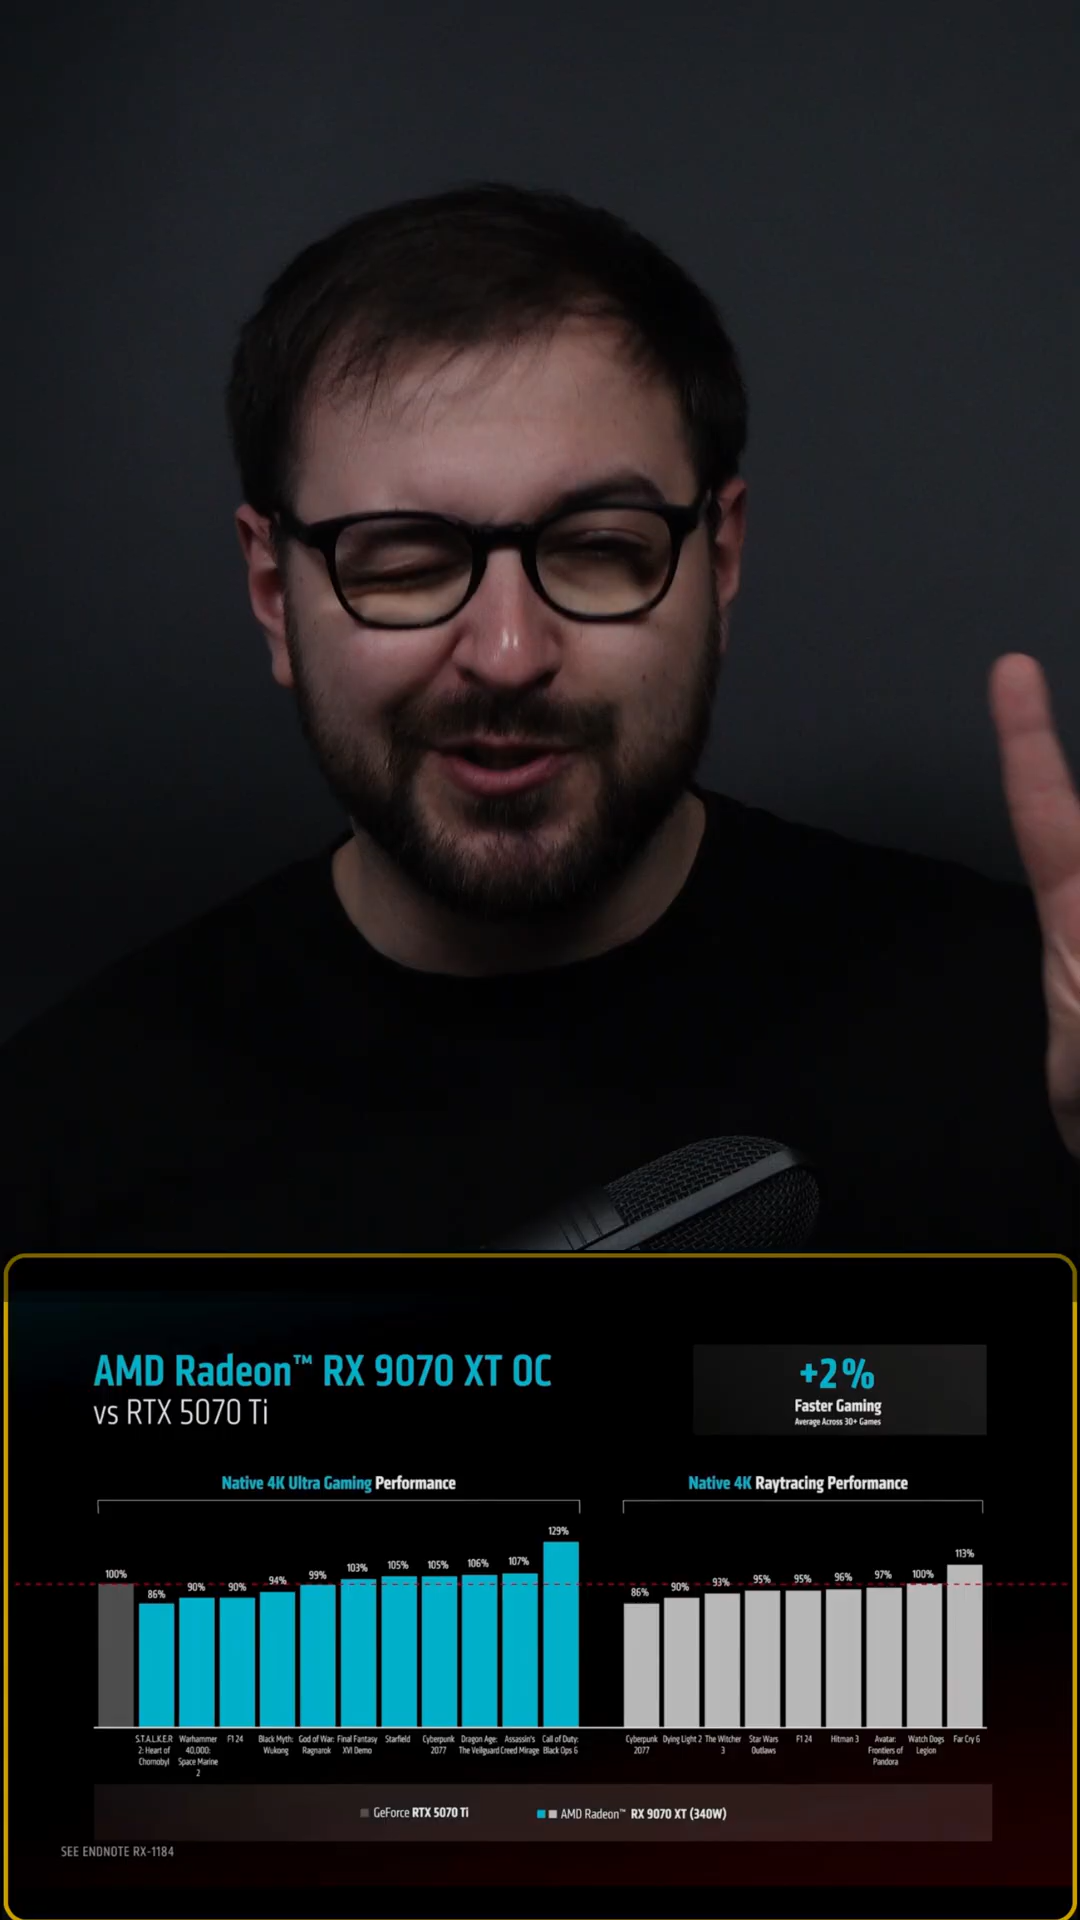 AMD Radeon™ RX 9070 XT OC
vs RTX 5070 Ti
+2%
Faster Gaming
Average Across 30+ Games
Native 4K Ultra Gaming Performance
100%
86%
90%
90%
94%
99%
103%
105%
105%
106%
107%
129%
S.T.A.L.K.E.R
2: Heart of
Chornobyl
Warhammer
40,000:
Space Marine
2
F1 24
Black Myth:
Wukong
God of War:
Ragnarok
Final Fantasy
XVI Demo
Starfield
Cyberpunk
2077
Dragon Age:
The Veilguard
Assassin's
Creed Mirage
Call of Duty:
Black Ops 6
Native 4K Raytracing Performance
86%
90%
93%
95%
95%
96%
97%
100%
113%
Cyberpunk
2077
Dying Light 2
The Witcher
3
Star Wars
Outlaws
F1 24
Hitman 3
Avatar:
Frontiers of
Pandora
Watch Dogs
Legion
Far Cry 6
GeForce RTX 5070 Ti
AMD Radeon™ RX 9070 XT (340W)
SEE ENDNOTE RX-1184